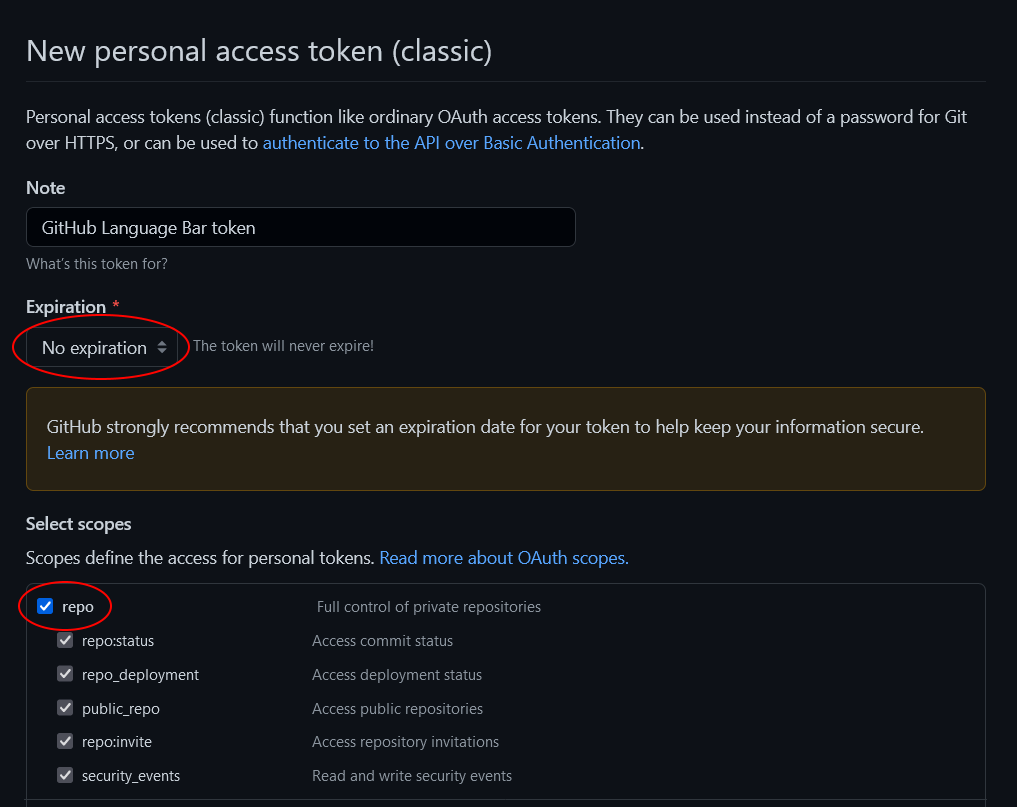 New personal access token (classic)
Personal access tokens (classic) function like ordinary OAuth access tokens. They can be used instead of a password for Git
over HTTPS, or can be used to authenticate to the API over Basic Authentication.
Note
GitHub Language Bar token
What's this token for?
Expiration *
No expiration The token will never expire!
GitHub strongly recommends that you set an expiration date for your token to help keep your information secure.
Learn more
Select scopes
Scopes define the access for personal tokens. Read more about OAuth scopes.
repo Full control of private repositories
repo:status Access commit status
repo_deployment Access deployment status
public_repo Access public repositories
repo:invite Access repository invitations
security_events Read and write security events